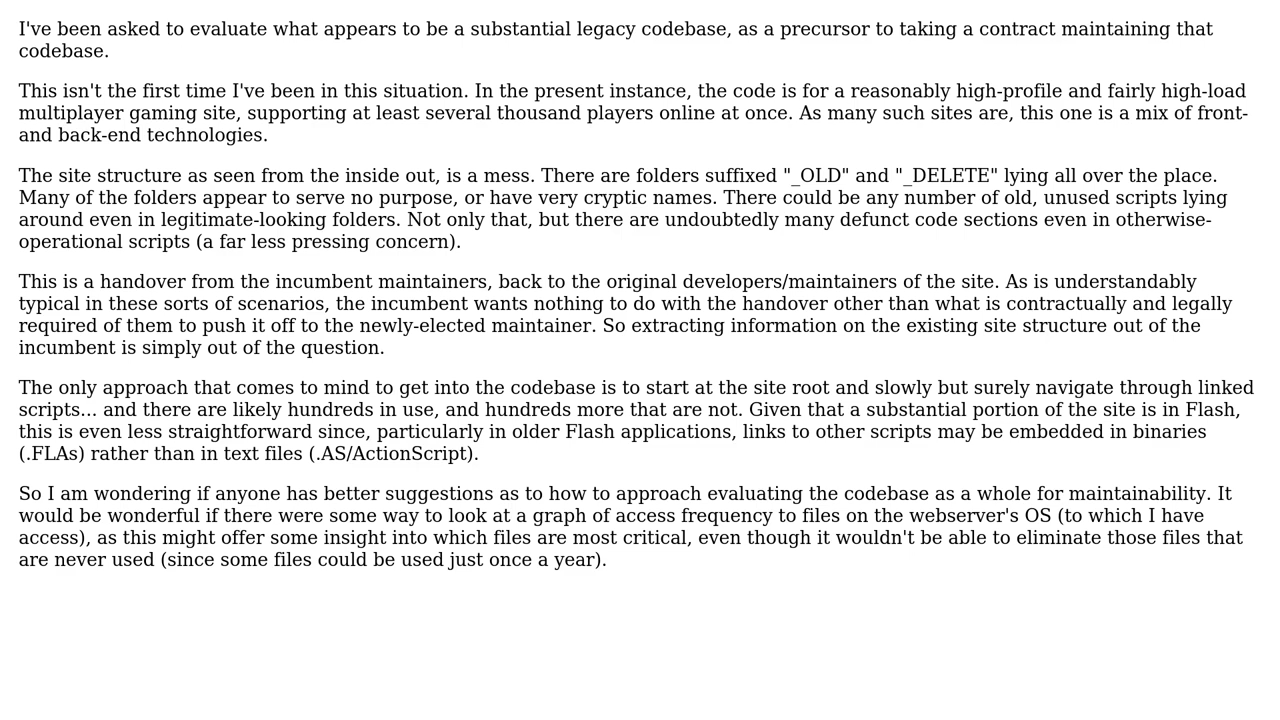 I've been asked to evaluate what appears to be a substantial legacy codebase, as a precursor to taking a contract maintaining that
codebase.
This isn't the first time I've been in this situation. In the present instance, the code is for a reasonably high-profile and fairly high-load
multiplayer gaming site, supporting at least several thousand players online at once. As many such sites are, this one is a mix of front-
and back-end technologies.
The site structure as seen from the inside out, is a mess. There are folders suffixed "_OLD" and "_DELETE" lying all over the place.
Many of the folders appear to serve no purpose, or have very cryptic names. There could be any number of old, unused scripts lying
around even in legitimate-looking folders. Not only that, but there are undoubtedly many defunct code sections even in otherwise-
operational scripts (a far less pressing concern).
This is a handover from the incumbent maintainers, back to the original developers/maintainers of the site. As is understandably
typical in these sorts of scenarios, the incumbent wants nothing to do with the handover other than what is contractually and legally
required of them to push it off to the newly-elected maintainer. So extracting information on the existing site structure out of the
incumbent is simply out of the question.
The only approach that comes to mind to get into the codebase is to start at the site root and slowly but surely navigate through linked
scripts... and there are likely hundreds in use, and hundreds more that are not. Given that a substantial portion of the site is in Flash,
this is even less straightforward since, particularly in older Flash applications, links to other scripts may be embedded in binaries
(.FLAs) rather than in text files (.AS/ActionScript).
So I am wondering if anyone has better suggestions as to how to approach evaluating the codebase as a whole for maintainability. It
would be wonderful if there were some way to look at a graph of access frequency to files on the webserver's OS (to which I have
access), as this might offer some insight into which files are most critical, even though it wouldn't be able to eliminate those files that
are never used (since some files could be used just once a year).